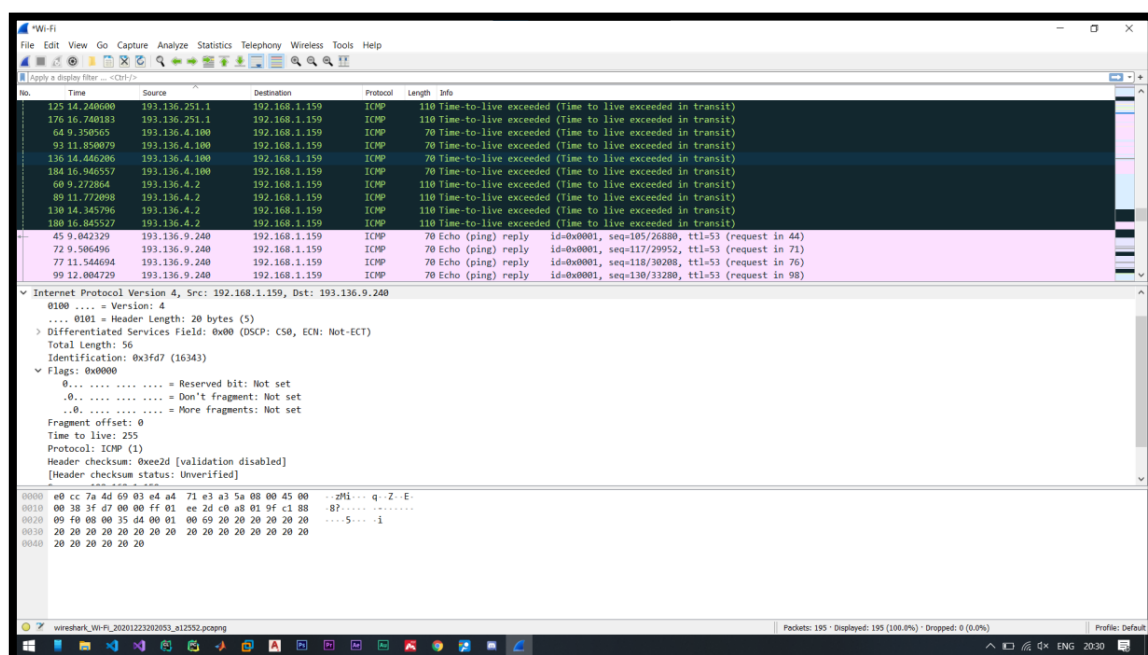 *Wi-Fi
File Edit View Go Capture Analyze Statistics Telephony Wireless Tools Help
Apply a display filter ... <Ctrl-/>
No. Time Source Destination Protocol Length Info
125 14.240600 193.136.251.1 192.168.1.159 ICMP 110 Time-to-live exceeded (Time to live exceeded in transit)
176 16.740183 193.136.251.1 192.168.1.159 ICMP 110 Time-to-live exceeded (Time to live exceeded in transit)
64 9.350565 193.136.4.100 192.168.1.159 ICMP 70 Time-to-live exceeded (Time to live exceeded in transit)
93 11.850079 193.136.4.100 192.168.1.159 ICMP 70 Time-to-live exceeded (Time to live exceeded in transit)
136 14.446206 193.136.4.100 192.168.1.159 ICMP 70 Time-to-live exceeded (Time to live exceeded in transit)
184 16.946557 193.136.4.100 192.168.1.159 ICMP 70 Time-to-live exceeded (Time to live exceeded in transit)
60 9.272864 193.136.4.2 192.168.1.159 ICMP 110 Time-to-live exceeded (Time to live exceeded in transit)
89 11.772098 193.136.4.2 192.168.1.159 ICMP 110 Time-to-live exceeded (Time to live exceeded in transit)
130 14.345796 193.136.4.2 192.168.1.159 ICMP 110 Time-to-live exceeded (Time to live exceeded in transit)
180 16.845527 193.136.4.2 192.168.1.159 ICMP 110 Time-to-live exceeded (Time to live exceeded in transit)
45 9.042329 193.136.9.240 192.168.1.159 ICMP 70 Echo (ping) reply id=0x0001, seq=105/26880, ttl=53 (request in 44)
72 9.506496 193.136.9.240 192.168.1.159 ICMP 70 Echo (ping) reply id=0x0001, seq=117/29952, ttl=53 (request in 71)
77 11.544694 193.136.9.240 192.168.1.159 ICMP 70 Echo (ping) reply id=0x0001, seq=118/30208, ttl=53 (request in 76)
99 12.004729 193.136.9.240 192.168.1.159 ICMP 70 Echo (ping) reply id=0x0001, seq=130/33280, ttl=53 (request in 98)
Internet Protocol Version 4, Src: 192.168.1.159, Dst: 193.136.9.240
0100 .... = Version: 4
.... 0101 = Header Length: 20 bytes (5)
Differentiated Services Field: 0x00 (DSCP: CS0, ECN: Not-ECT)
Total Length: 56
Identification: 0x3fd7 (16343)
Flags: 0x0000
0... .... .... .... = Reserved bit: Not set
.0.. .... .... .... = Don't fragment: Not set
..0. .... .... .... = More fragments: Not set
Fragment offset: 0
Time to live: 255
Protocol: ICMP (1)
Header checksum: 0xee2d [validation disabled]
[Header checksum status: Unverified]
0000 e0 cc 7a 4d 69 03 e4 a4 71 e3 a3 5a 08 00 45 00 ··zMi··· q··Z··E·
0010 00 38 3f d7 00 00 ff 01 ee 2d c0 a8 01 9f c1 88 ·8?····· ·-······
0020 09 f0 08 00 35 d4 00 01 00 69 20 20 20 20 20 20 ····5··· ·i
0030 20 20 20 20 20 20 20 20 20 20 20 20 20 20 20 20
0040 20 20 20 20 20 20
wireshark_Wi-Fi_20201223202053_a12552.pcapng Packets: 195 · Displayed: 195 (100.0%) · Dropped: 0 (0.0%) Profile: Default
ENG 20:30